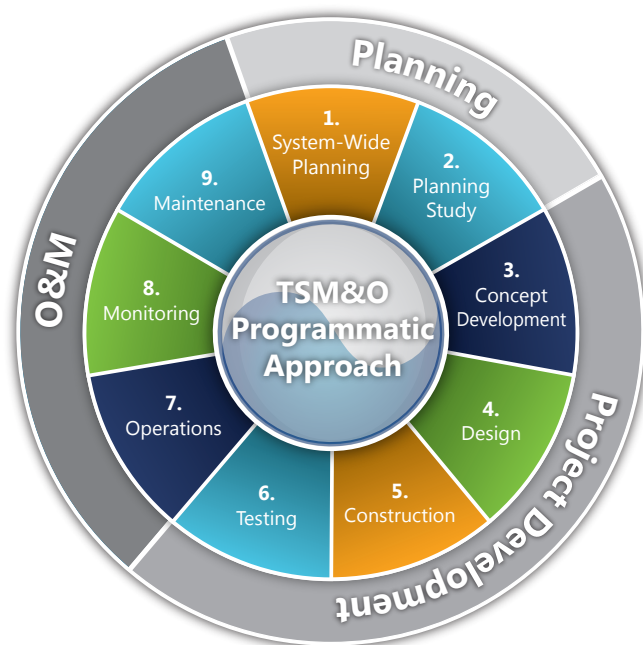 Planning
1.
System-Wide
Planning
2.
Planning
Study
3.
Concept
Development
4.
Design
5.
Construction
6.
Testing
7.
Operations
8.
Monitoring
9.
Maintenance
TSM&O
Programmatic
Approach
Project Development
O&M